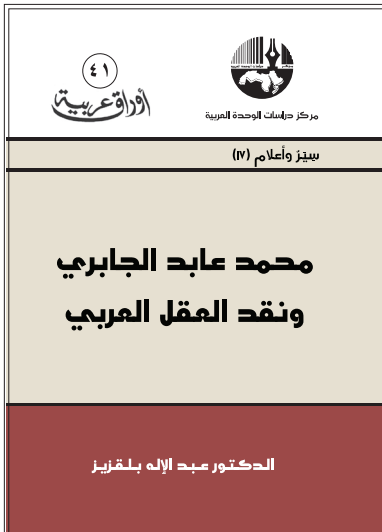 ٤١
أوراق عربية
مركز دراسات الوحدة العربية
سِيَرْ وأعلام (١٧)
محمد عابد الجابري
ونقد العقل العربي
الدكتور عبد الإله بلقزيز